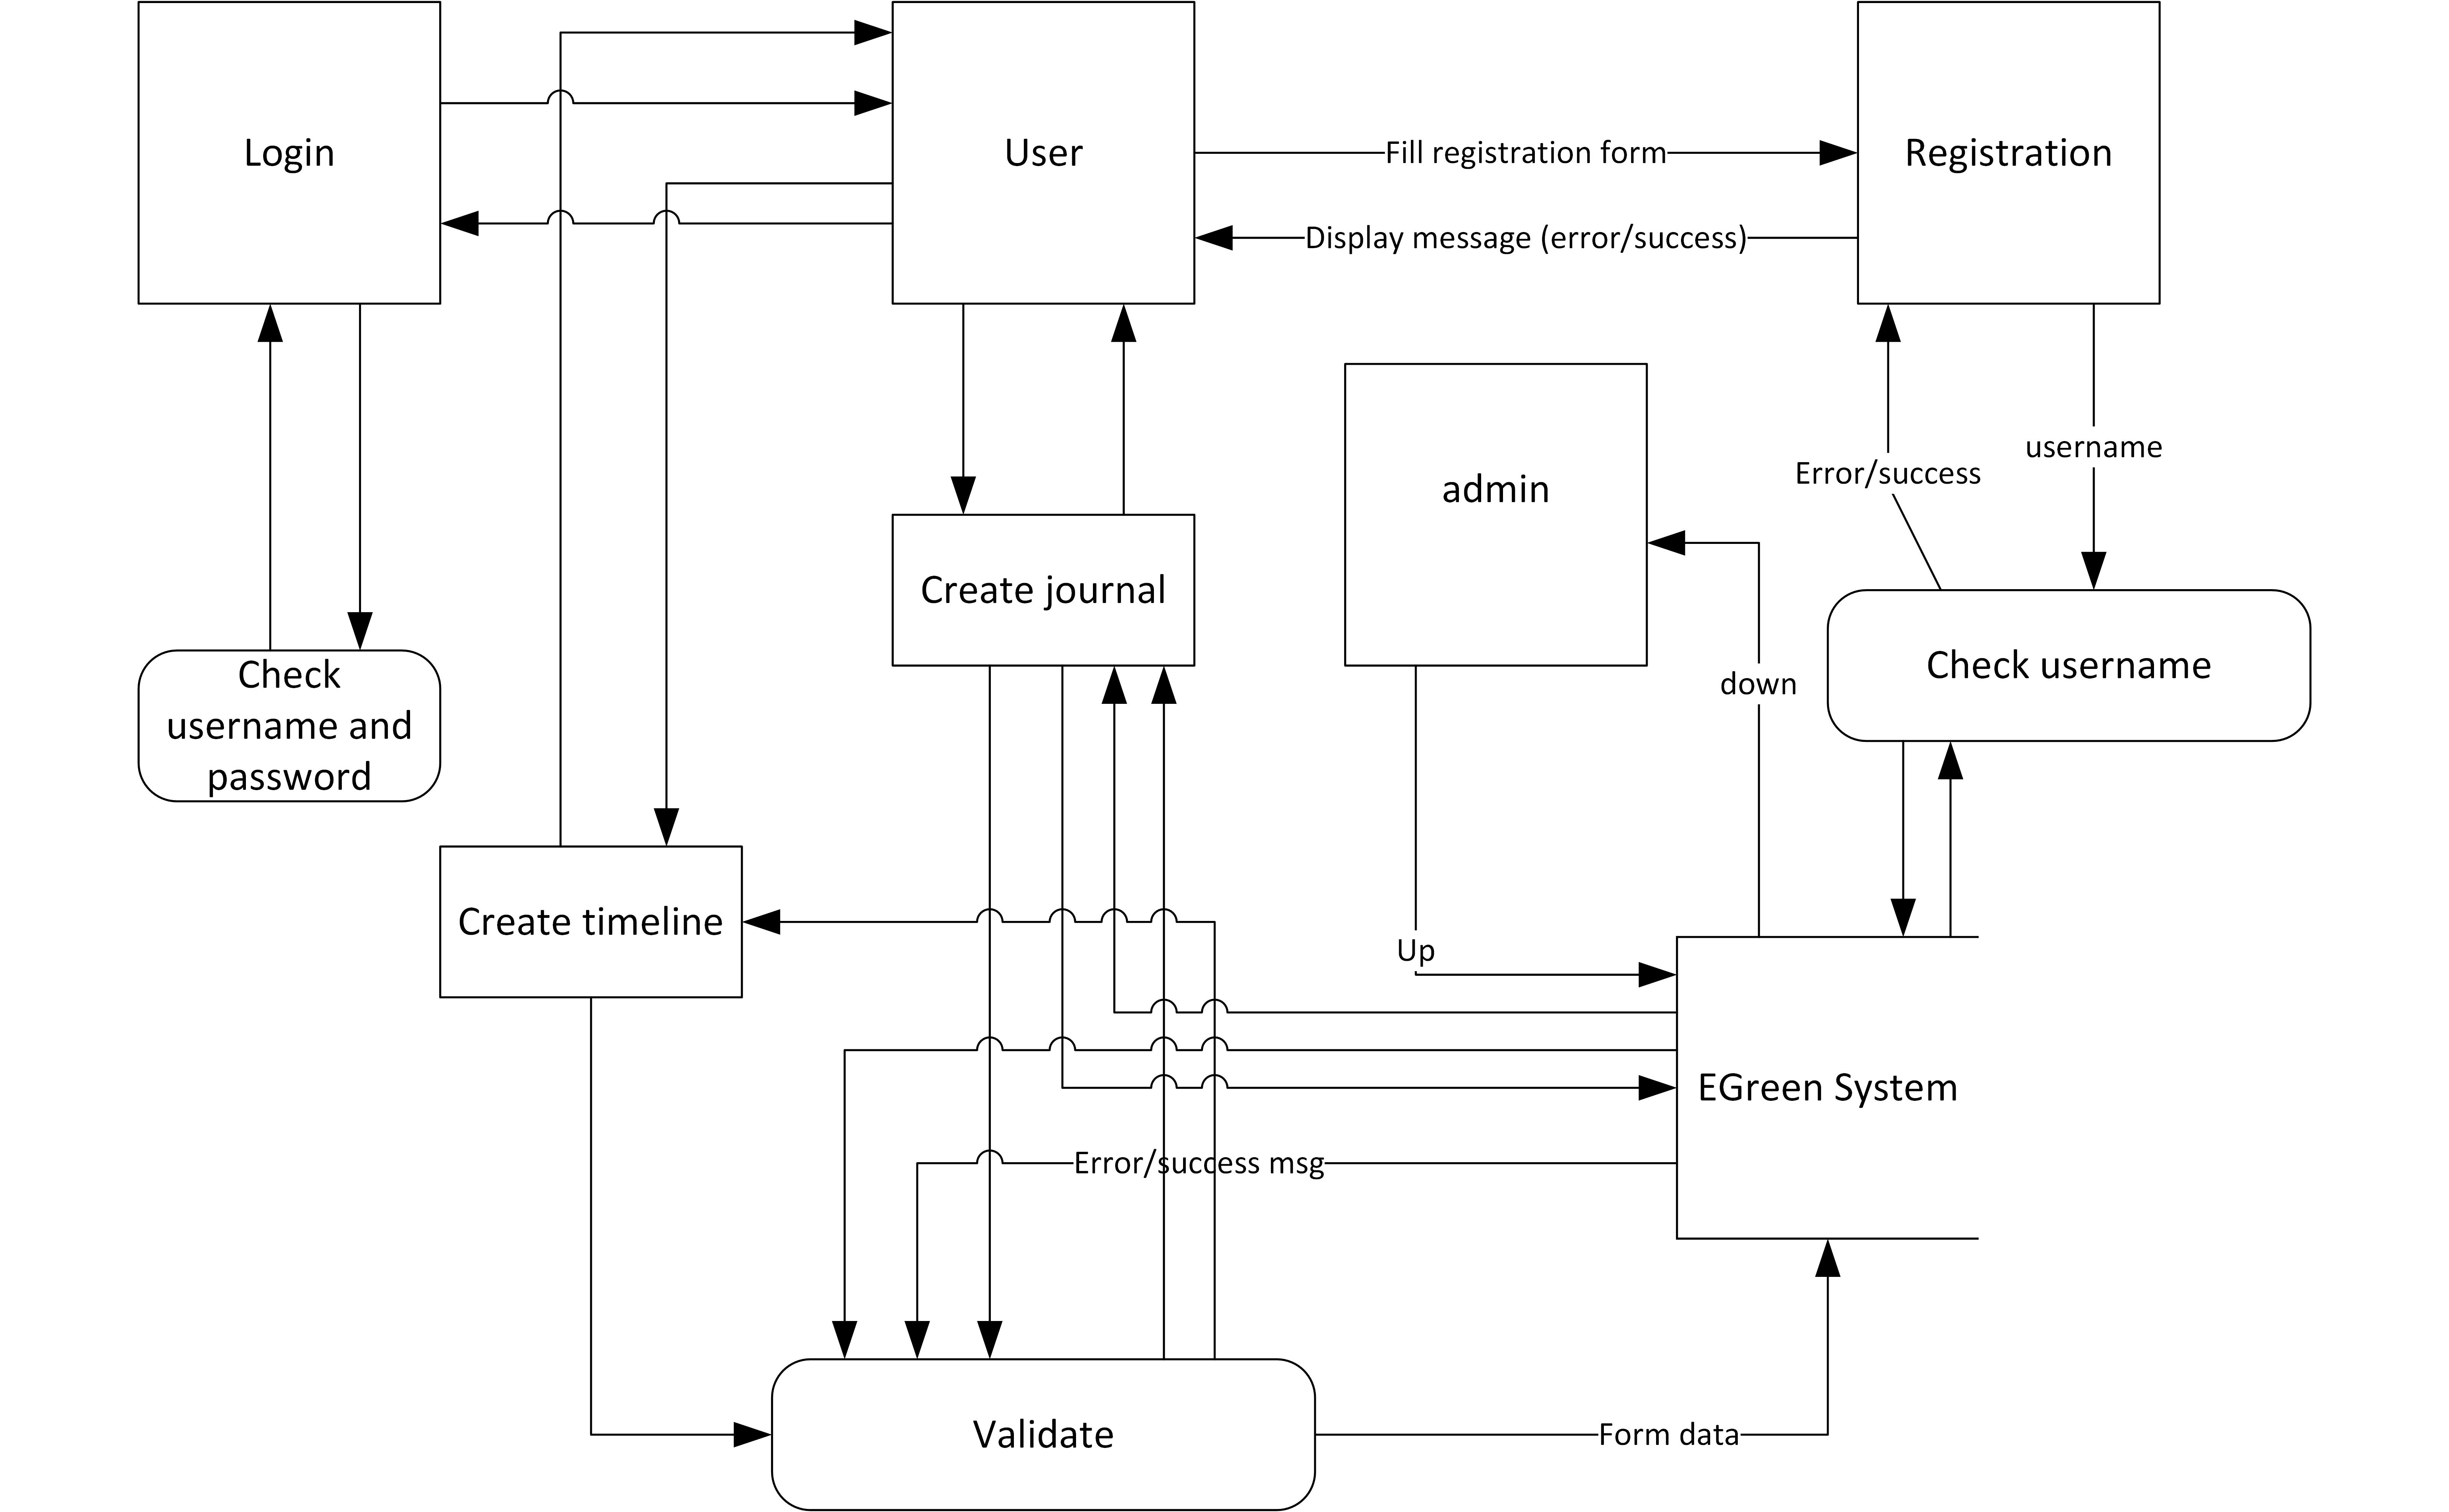 Login
User
Fill registration form
Registration
Display message (error/success)
username
Error/success
admin
Create journal
Check username
down
Check
username and
password
Create timeline
Up
EGreen System
Error/success msg
Validate
Form data